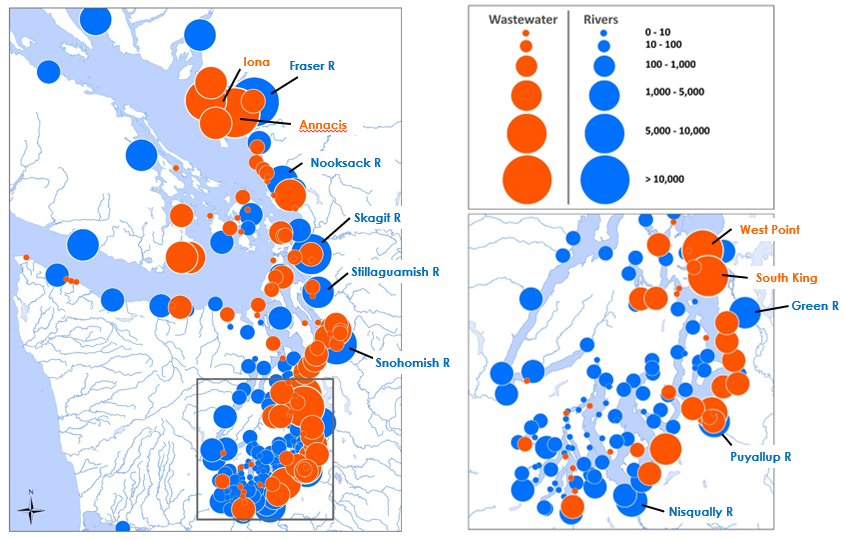 Iona
Fraser R
Annacis
Nooksack R
Skagit R
Stillaguamish R
Snohomish R
N
Wastewater
Rivers
0 - 10
10 - 100
100 - 1,000
1,000 - 5,000
5,000 - 10,000
> 10,000
West Point
South King
Green R
Puyallup R
Nisqually R